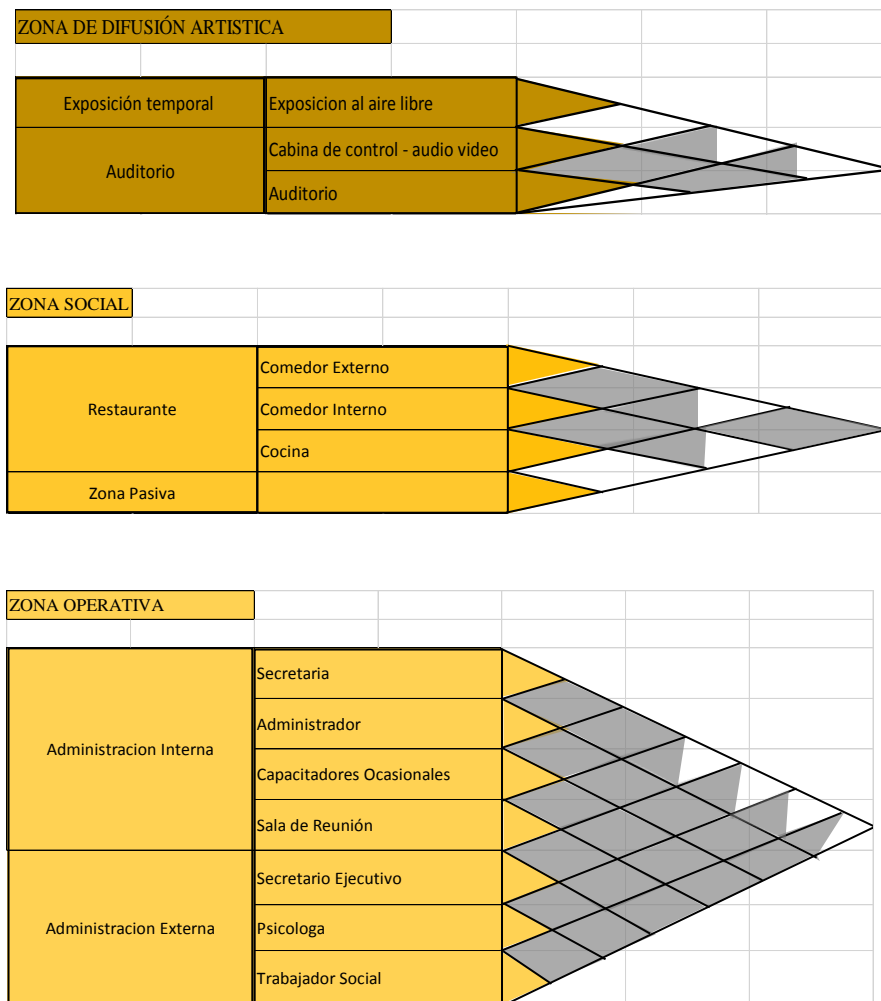 ZONA DE DIFUSIÓN ARTISTICA
Exposición temporal
Exposicion al aire libre
Auditorio
Cabina de control - audio video
Auditorio
ZONA SOCIAL
Restaurante
Comedor Externo
Comedor Interno
Cocina
Zona Pasiva
ZONA OPERATIVA
Administracion Interna
Secretaria
Administrador
Capacitadores Ocasionales
Sala de Reunión
Administracion Externa
Secretario Ejecutivo
Psicologa
Trabajador Social